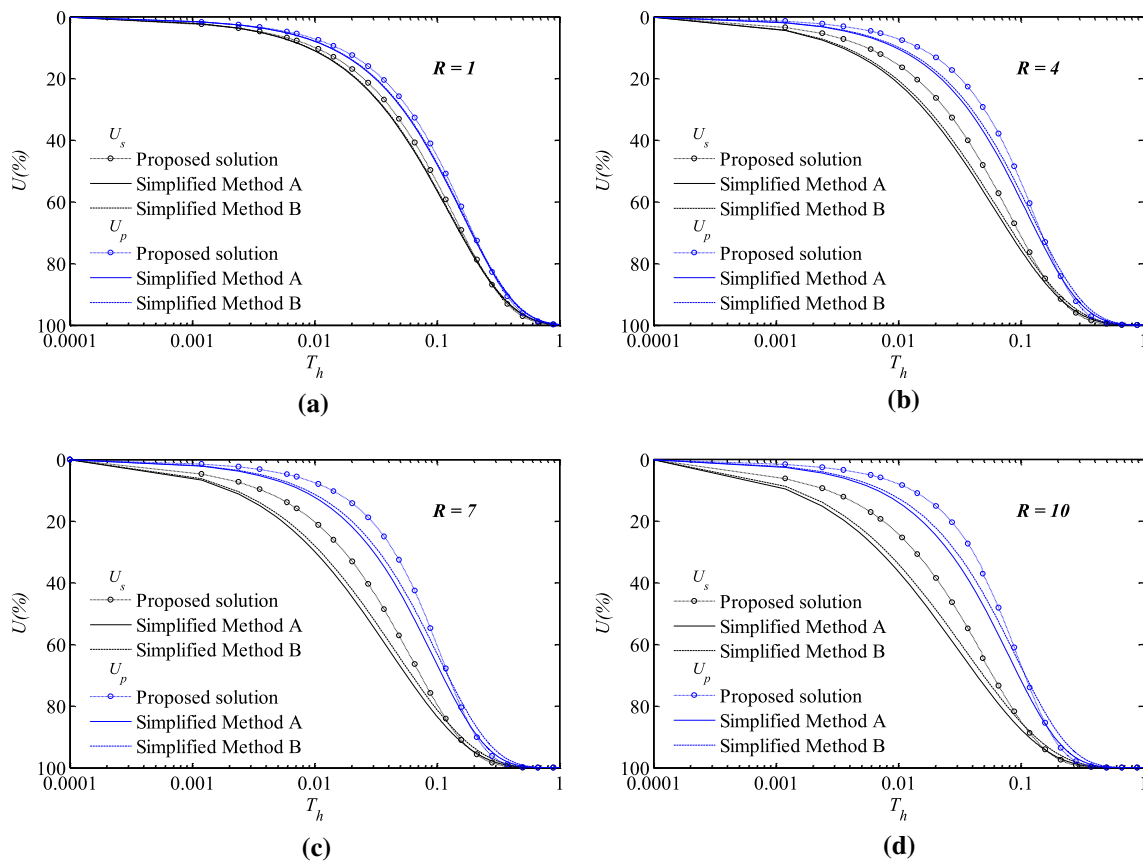 0
20
40
60
80
100
U(%)
R = 1
U_s
Proposed solution
Simplified Method A
Simplified Method B
U_p
Proposed solution
Simplified Method A
Simplified Method B
0.0001
0.001
0.01
0.1
1
T_h
(a)
0
20
40
60
80
100
U(%)
R = 4
U_s
Proposed solution
Simplified Method A
Simplified Method B
U_p
Proposed solution
Simplified Method A
Simplified Method B
0.0001
0.001
0.01
0.1
1
T_h
(b)
0
20
40
60
80
100
U(%)
R = 7
U_s
Proposed solution
Simplified Method A
Simplified Method B
U_p
Proposed solution
Simplified Method A
Simplified Method B
0.0001
0.001
0.01
0.1
1
T_h
(c)
0
20
40
60
80
100
U(%)
R = 10
U_s
Proposed solution
Simplified Method A
Simplified Method B
U_p
Proposed solution
Simplified Method A
Simplified Method B
0.0001
0.001
0.01
0.1
1
T_h
(d)